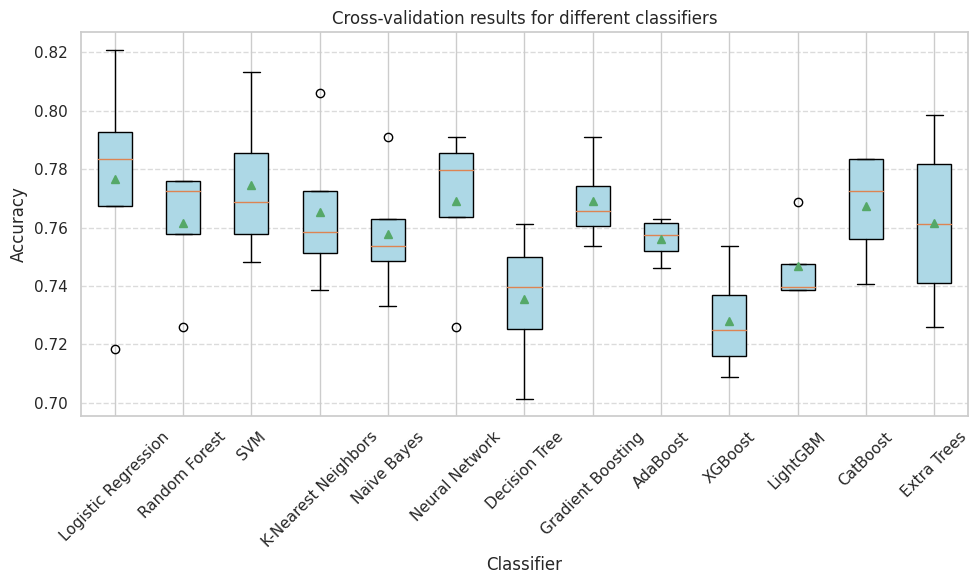 Cross-validation results for different classifiers
Accuracy
0.82
0.80
0.78
0.76
0.74
0.72
0.70
Logistic Regression
Random Forest
SVM
K-Nearest Neighbors
Naive Bayes
Neural Network
Decision Tree
Gradient Boosting
AdaBoost
XGBoost
LightGBM
CatBoost
Extra Trees
Classifier